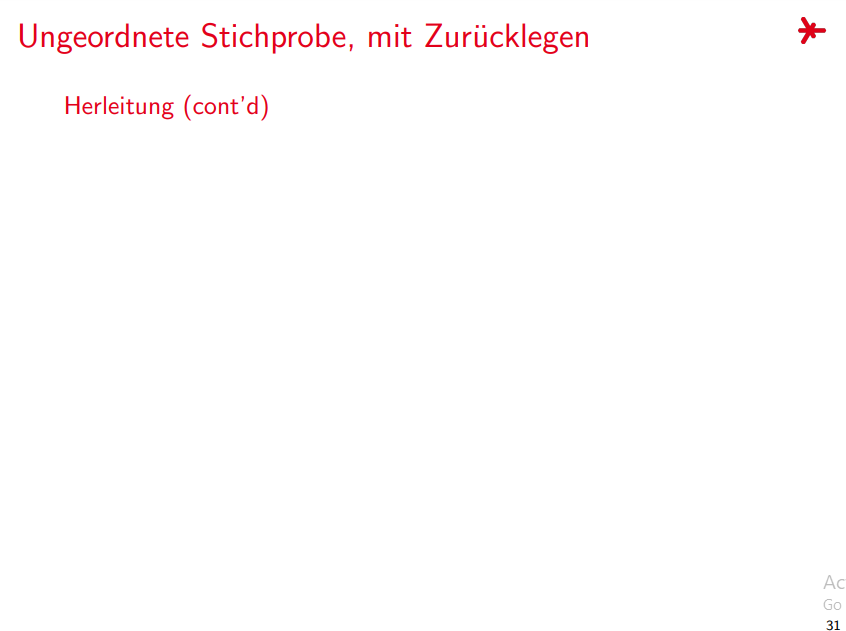 Ungeordnete Stichprobe, mit Zurücklegen
Herleitung (cont'd)
Ac
Go
31